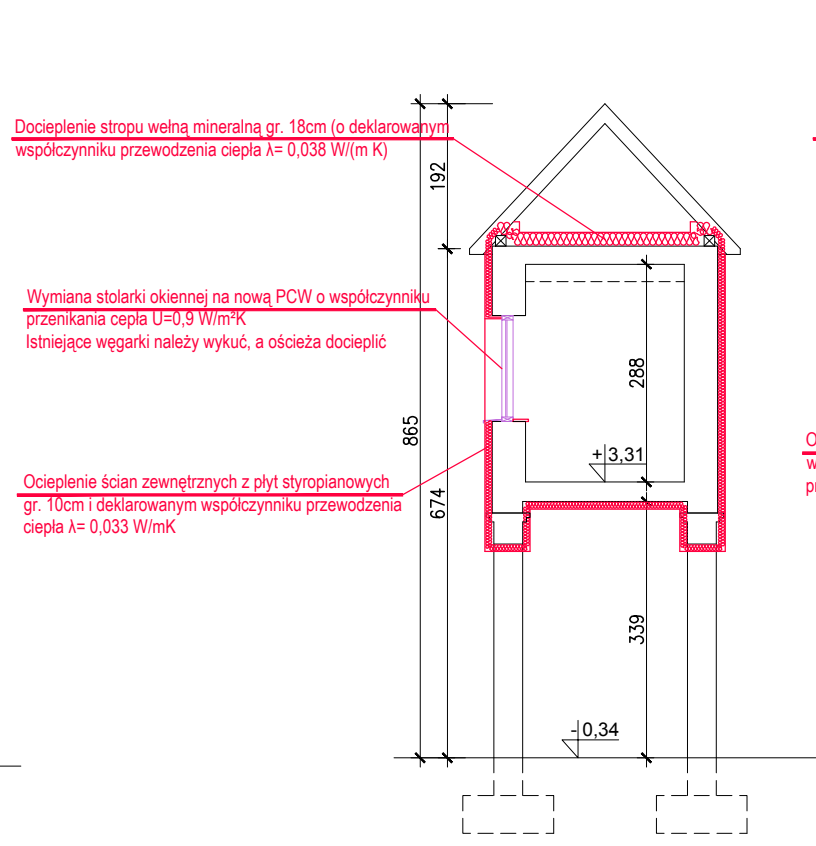 Docieplenie stropu wełną mineralną gr. 18cm (o deklarowanym
współczynniku przewodzenia ciepła λ= 0,038 W/(m K)
192
Wymiana stolarki okiennej na nową PCW o współczynniku
przenikania cepła U=0,9 W/m²K
Istniejące węgarki należy wykuć, a ościeża docieplić
288
865
+3,31
Ocieplenie ścian zewnętrznych z płyt styropianowych
gr. 10cm i deklarowanym współczynniku przewodzenia
ciepła λ= 0,033 W/mK
674
339
-0,34
O
w
pr